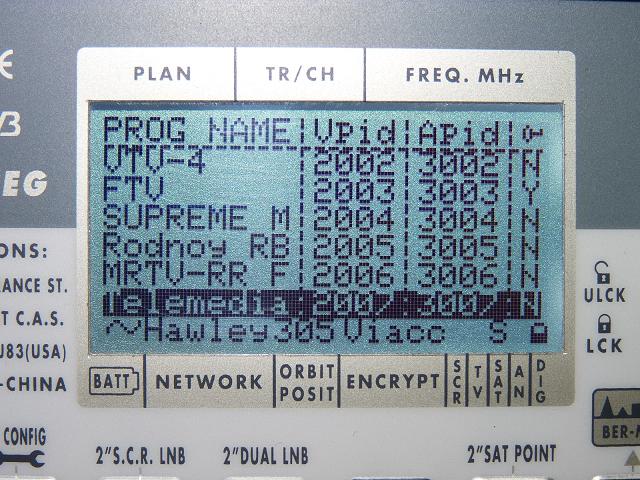 PLAN TR/CH FREQ. MHz
PROG NAME VPid APid
VTV-4 2002 3002 N
FTV 2003 3003 Y
SUPREME M 2004 3004 N
Rodnoy RB 2005 3005 N
MRTV-RR F 2006 3006 N
Telemedia 2007 3007 N
~Hawley305Viacc S
BATT NETWORK ORBIT POSIT ENCRYPT SCR TV SAT AN DIG
EG
ONS:
ANCE ST.
T C.A.S.
J83(USA)
-CHINA
CONFIG
ULCK
LCK
2"S.C.R. LNB 2"DUAL LNB 2"SAT POINT
BER-M